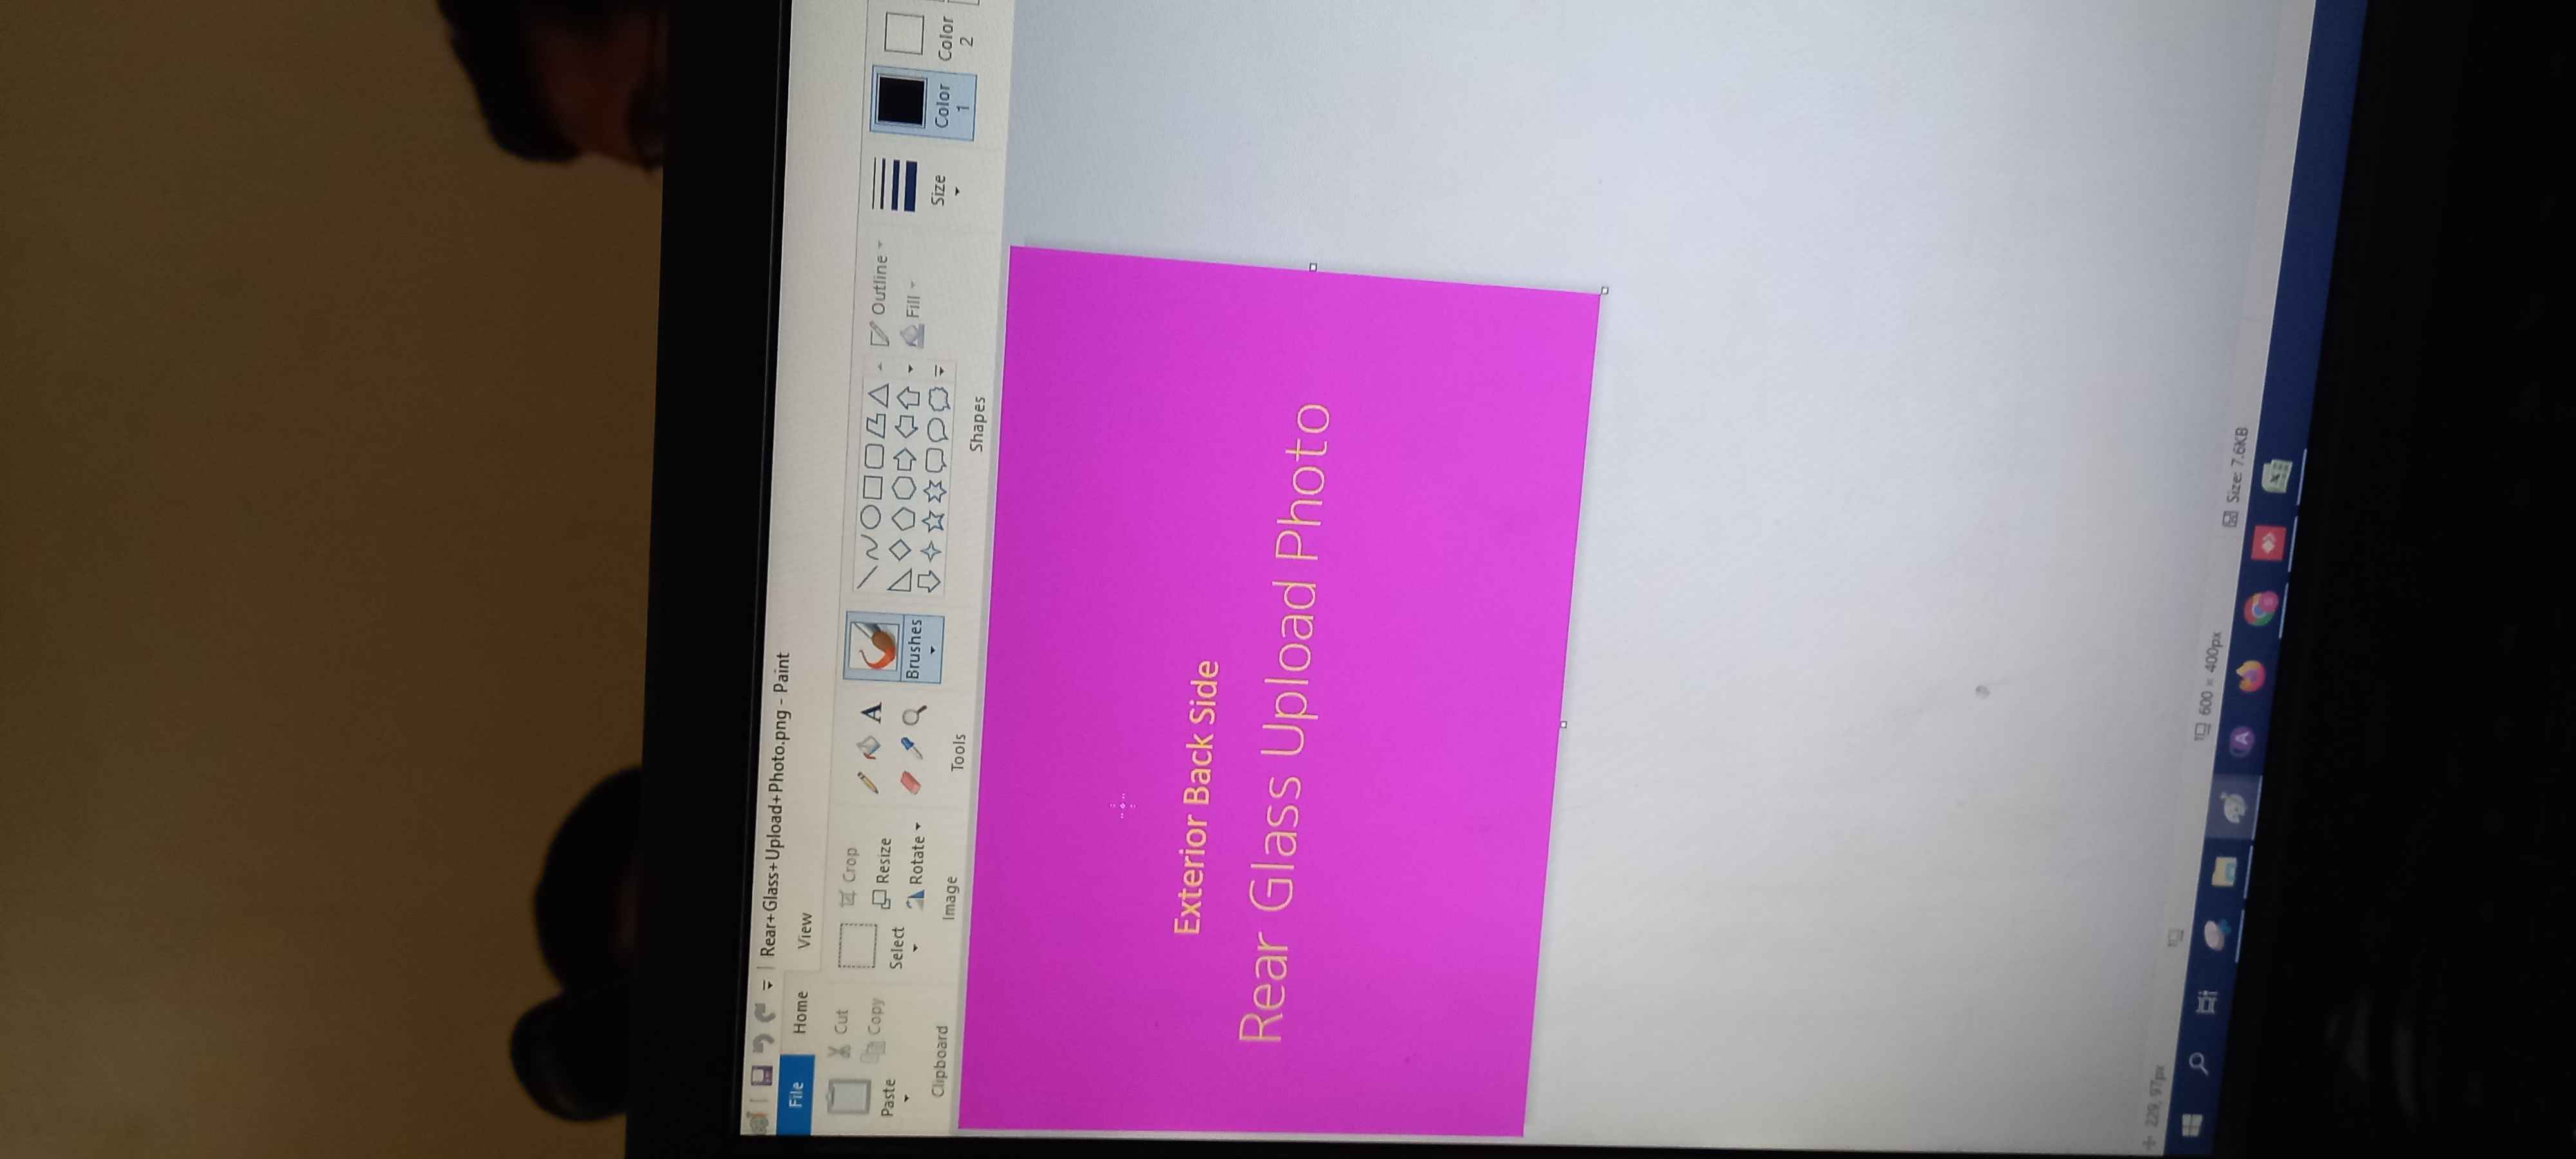 Rear+Glass+Upload+Photo.png - Paint
File Home View
Paste
Cut
Copy
Clipboard
Select
Crop
Resize
Rotate
Image
A
Tools
Brushes
Shapes
Outline
Fill
Size
Color 1
Color 2
Exterior Back Side
Rear Glass Upload Photo
229, 97px
600 × 400px
Size: 7.6KB